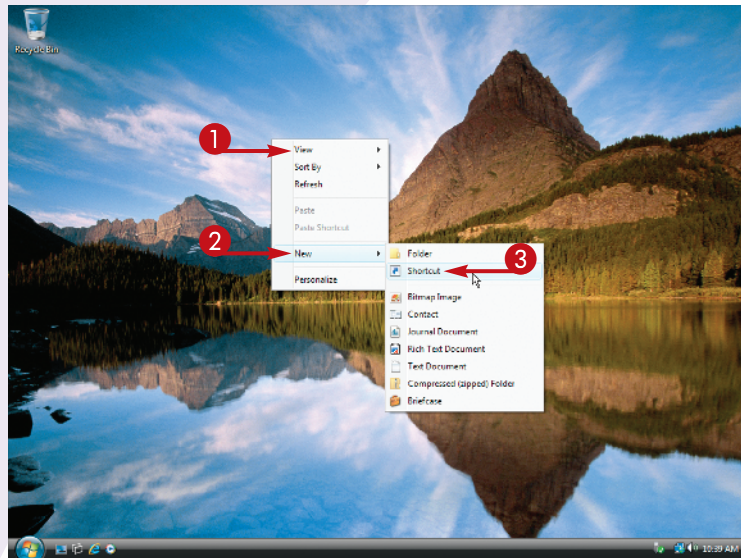 Recycle Bin
1
View
Sort By
Refresh
Paste
Paste Shortcut
2
New
3
Folder
Shortcut
Personalize
Bitmap Image
Contact
Journal Document
Rich Text Document
Text Document
Compressed (zipped) Folder
Briefcase
10:39 AM